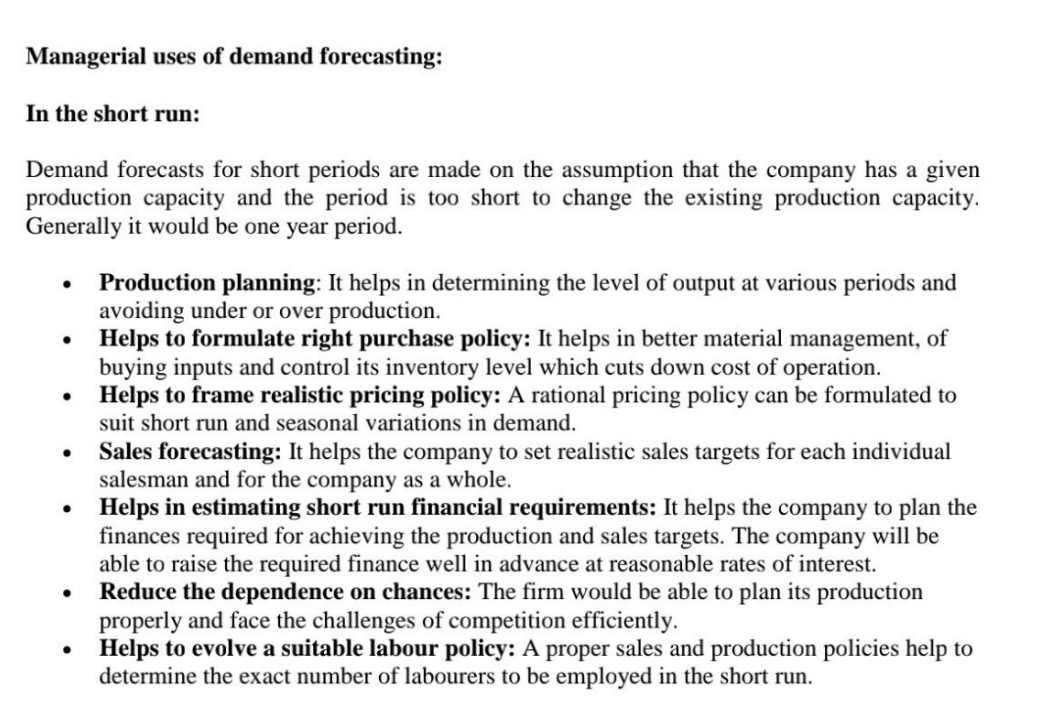 Managerial uses of demand forecasting:
In the short run:
Demand forecasts for short periods are made on the assumption that the company has a given
production capacity and the period is too short to change the existing production capacity.
Generally it would be one year period.
• Production planning: It helps in determining the level of output at various periods and
avoiding under or over production.
• Helps to formulate right purchase policy: It helps in better material management, of
buying inputs and control its inventory level which cuts down cost of operation.
• Helps to frame realistic pricing policy: A rational pricing policy can be formulated to
suit short run and seasonal variations in demand.
• Sales forecasting: It helps the company to set realistic sales targets for each individual
salesman and for the company as a whole.
• Helps in estimating short run financial requirements: It helps the company to plan the
finances required for achieving the production and sales targets. The company will be
able to raise the required finance well in advance at reasonable rates of interest.
• Reduce the dependence on chances: The firm would be able to plan its production
properly and face the challenges of competition efficiently.
• Helps to evolve a suitable labour policy: A proper sales and production policies help to
determine the exact number of labourers to be employed in the short run.